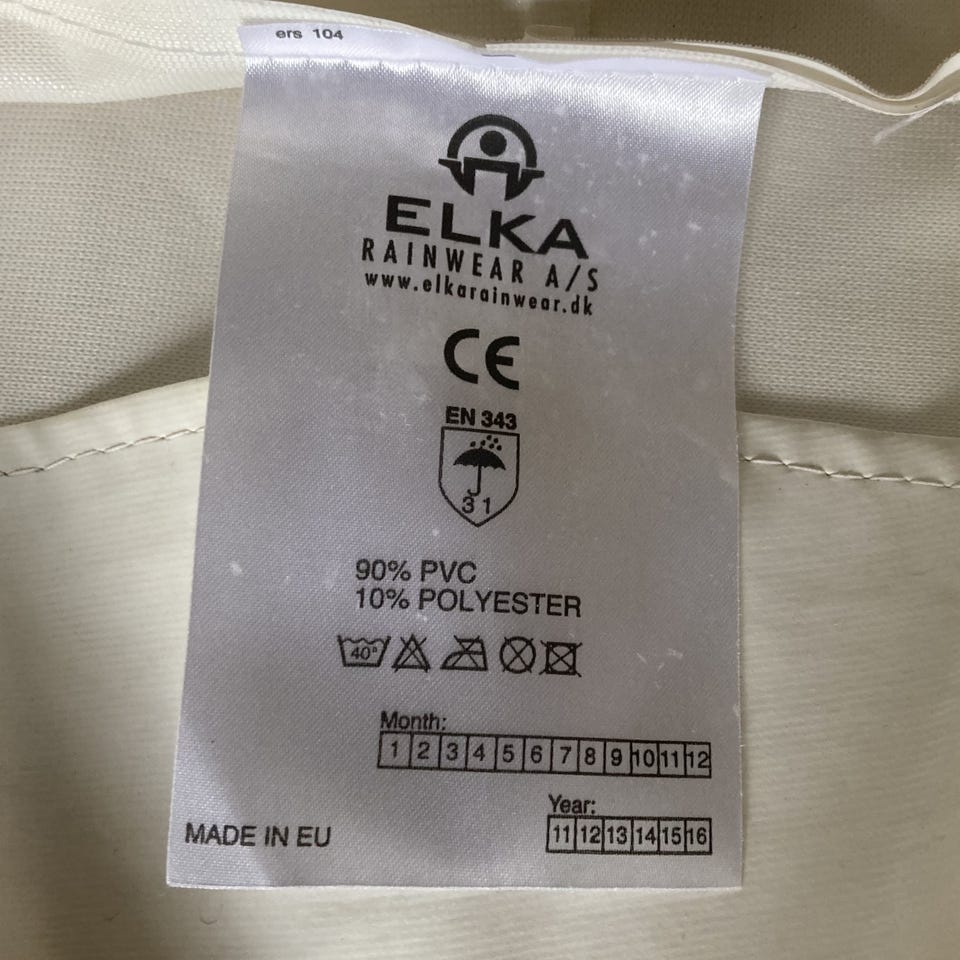 ers 104
ELKA
RAINWEAR A/S
www.elkarainwear.dk
CE
EN 343
3 1
90% PVC
10% POLYESTER
40°
Month:
1 2 3 4 5 6 7 8 9 10 11 12
Year:
11 12 13 14 15 16
MADE IN EU